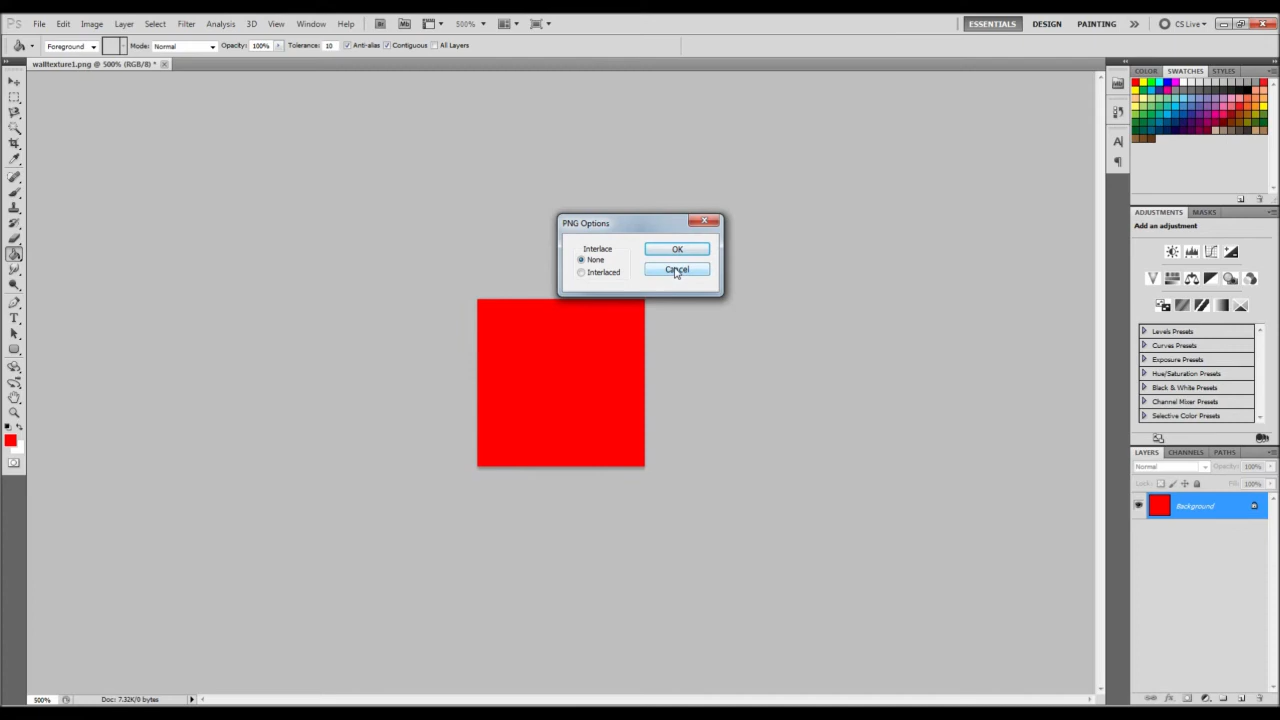 Ps File Edit Image Layer Select Filter Analysis 3D View Window Help Br Mb 500% ESSENTIALS DESIGN PAINTING CS Live
Foreground Mode: Normal Opacity: 100% Tolerance: 10 Anti-alias Contiguous All Layers
walltexture1.png @ 500% (RGB/8) *
COLOR SWATCHES STYLES
PNG Options
Interlace
None
Interlaced
OK
Cancel
ADJUSTMENTS MASKS
Add an adjustment
Levels Presets
Curves Presets
Exposure Presets
Hue/Saturation Presets
Black & White Presets
Channel Mixer Presets
Selective Color Presets
LAYERS CHANNELS PATHS
Normal Opacity: 100%
Lock: Fill: 100%
Background
500% Doc: 7.32K/0 bytes